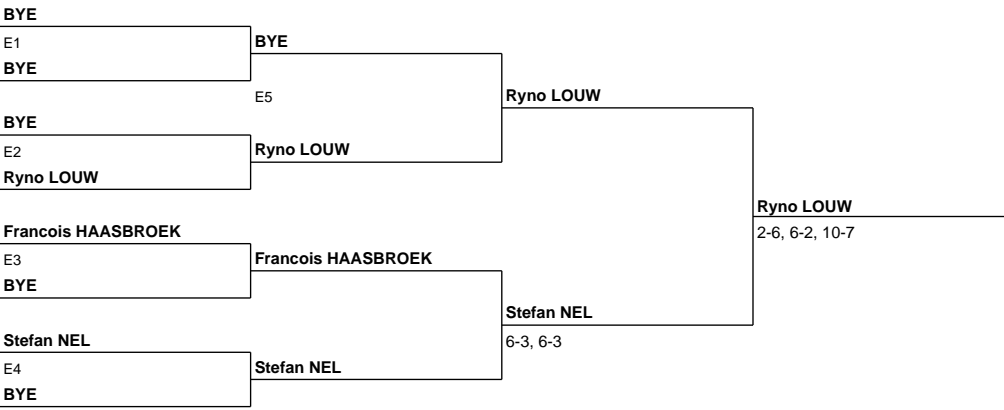 BYE
E1
BYE
BYE
E5
Ryno LOUW
BYE
E2
Ryno LOUW
Ryno LOUW
Ryno LOUW
2-6, 6-2, 10-7
Francois HAASBROEK
E3
Francois HAASBROEK
BYE
Stefan NEL
6-3, 6-3
Stefan NEL
E4
Stefan NEL
BYE